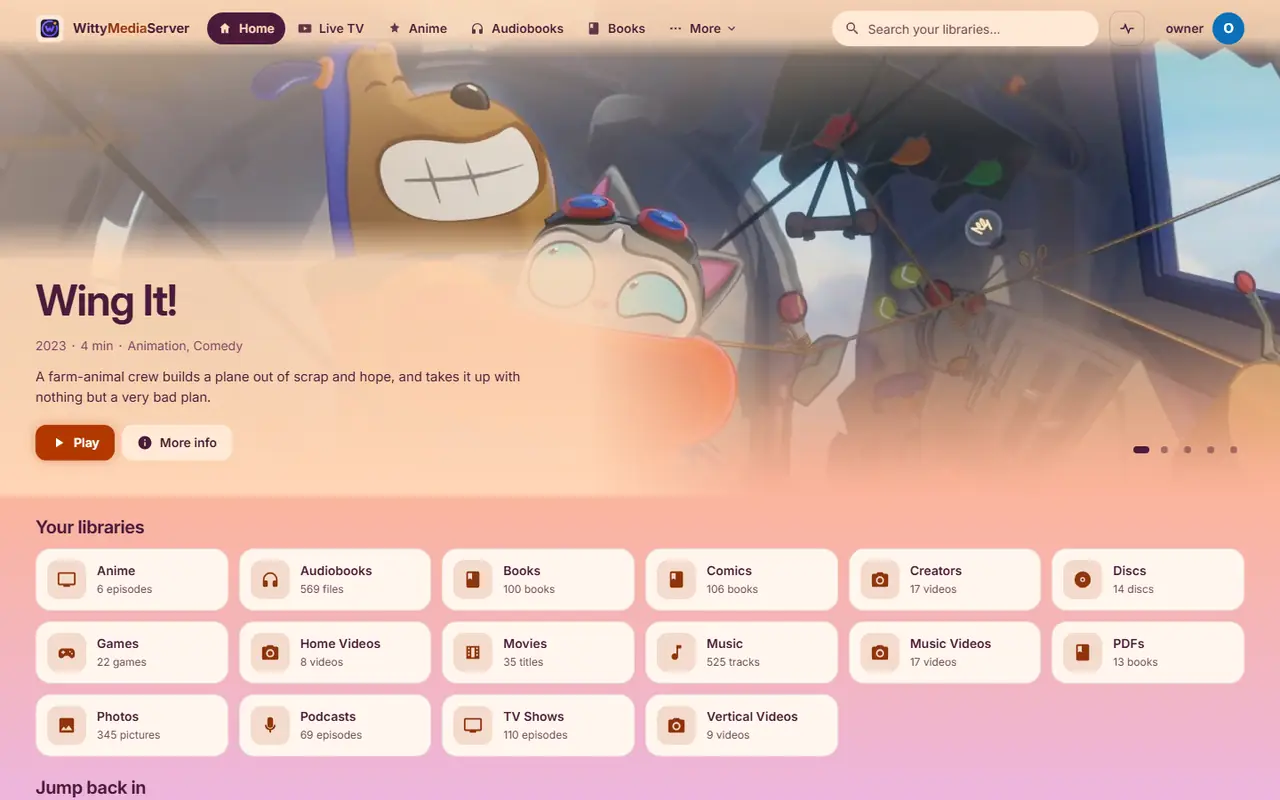 WittyMediaServer
Home
Live TV
Anime
Audiobooks
Books
More
Search your libraries...
owner
O
Wing It!
2023 · 4 min · Animation, Comedy
A farm-animal crew builds a plane out of scrap and hope, and takes it up with
nothing but a very bad plan.
Play
More info
Your libraries
Anime
6 episodes
Audiobooks
569 files
Books
100 books
Comics
106 books
Creators
17 videos
Discs
14 discs
Games
22 games
Home Videos
8 videos
Movies
35 titles
Music
525 tracks
Music Videos
17 videos
PDFs
13 books
Photos
345 pictures
Podcasts
69 episodes
TV Shows
110 episodes
Vertical Videos
9 videos
Jump back in